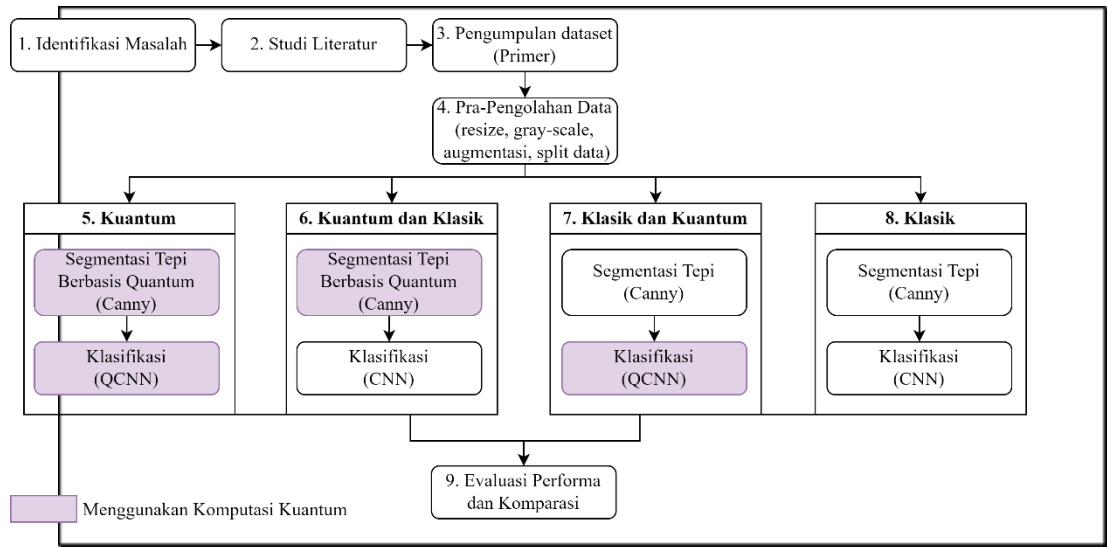 1. Identifikasi Masalah
2. Studi Literatur
3. Pengumpulan dataset
(Primer)
4. Pra-Pengolahan Data
(resize, gray-scale,
augmentasi, split data)
5. Kuantum
Segmentasi Tepi
Berbasis Quantum
(Canny)
Klasifikasi
(QCNN)
6. Kuantum dan Klasik
Segmentasi Tepi
Berbasis Quantum
(Canny)
Klasifikasi
(CNN)
7. Klasik dan Kuantum
Segmentasi Tepi
(Canny)
Klasifikasi
(QCNN)
8. Klasik
Segmentasi Tepi
(Canny)
Klasifikasi
(CNN)
9. Evaluasi Performa
dan Komparasi
Menggunakan Komputasi Kuantum